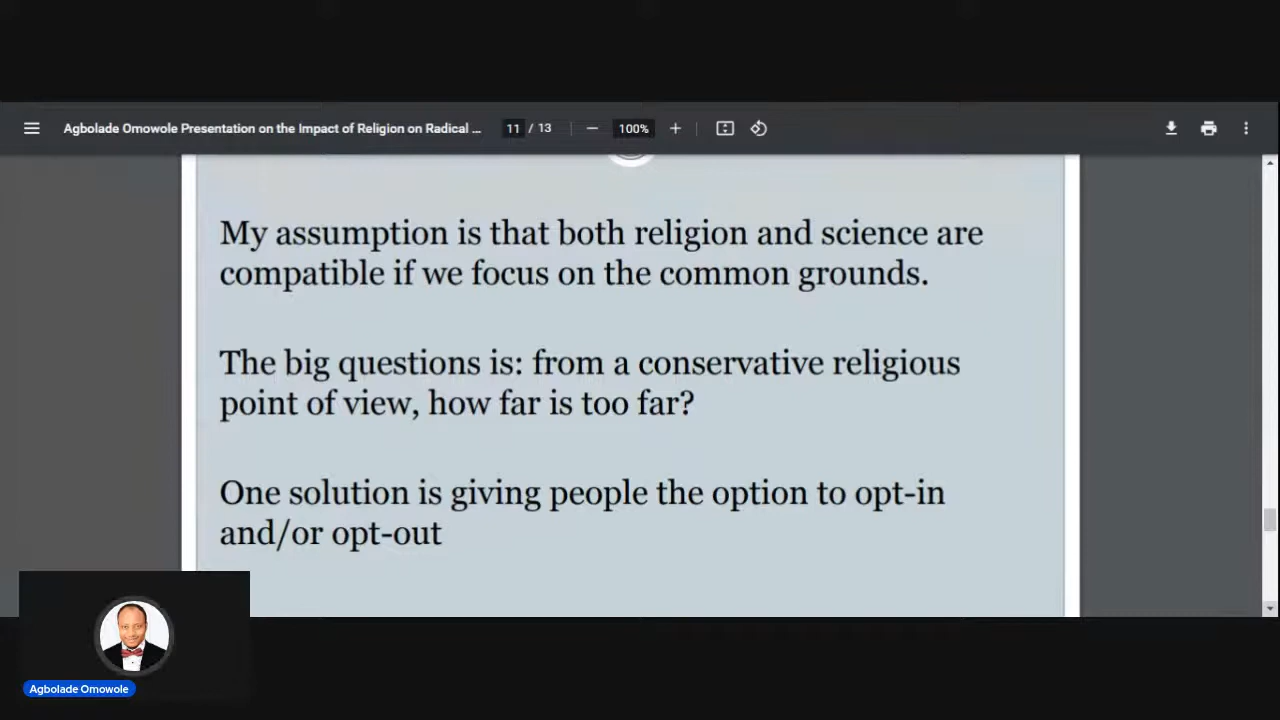 Agbolade Omowole Presentation on the Impact of Religion on Radical ...
11 / 13
100%
My assumption is that both religion and science are
compatible if we focus on the common grounds.
The big questions is: from a conservative religious
point of view, how far is too far?
One solution is giving people the option to opt-in
and/or opt-out
Agbolade Omowole